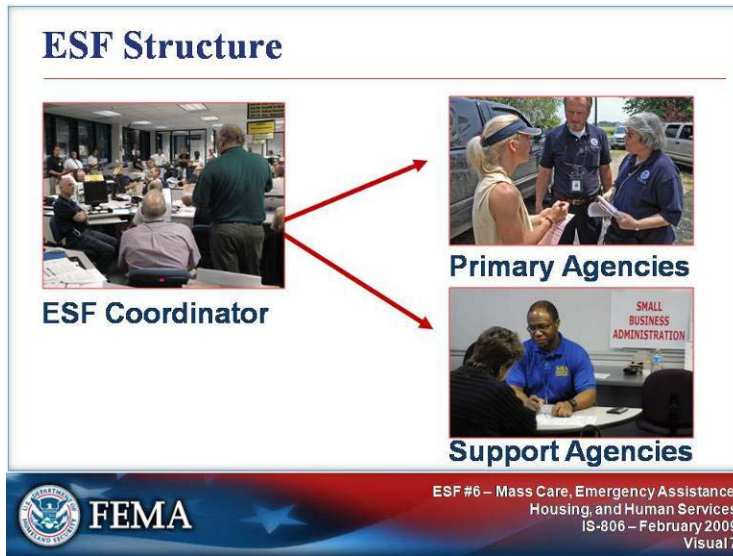 ESF Structure
ESF Coordinator
Primary Agencies
SMALL
BUSINESS
ADMINISTRATION
Support Agencies
FEMA
ESF #6 – Mass Care, Emergency Assistance
Housing, and Human Services
IS-806 – February 2009
Visual 7